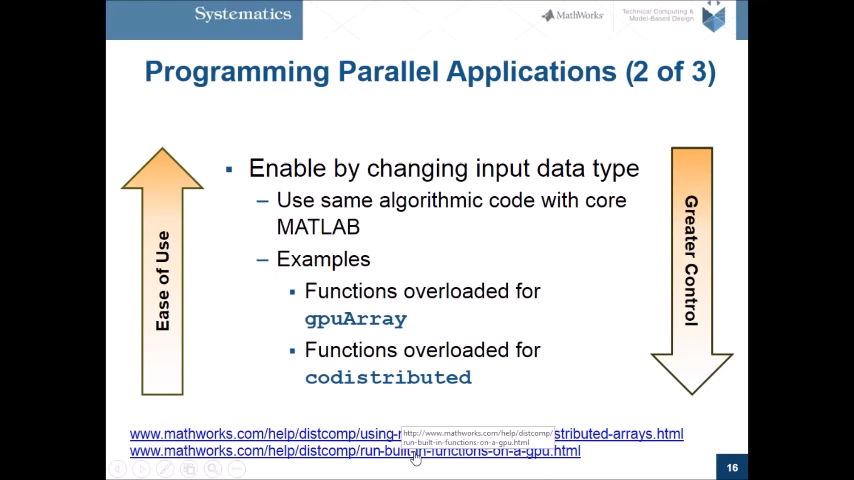 Systematics
MathWorks
Technical Computing &
Model-Based Design
Programming Parallel Applications (2 of 3)
Ease of Use
▪ Enable by changing input data type
– Use same algorithmic code with core
MATLAB
– Examples
▪ Functions overloaded for
gpuArray
▪ Functions overloaded for
codistributed
Greater Control
www.mathworks.com/help/distcomp/using- stributed-arrays.html
http://www.mathworks.com/help/distcomp/
run-built-in-functions-on-a-gpu.html
www.mathworks.com/help/distcomp/run-built-in-functions-on-a-gpu.html
16